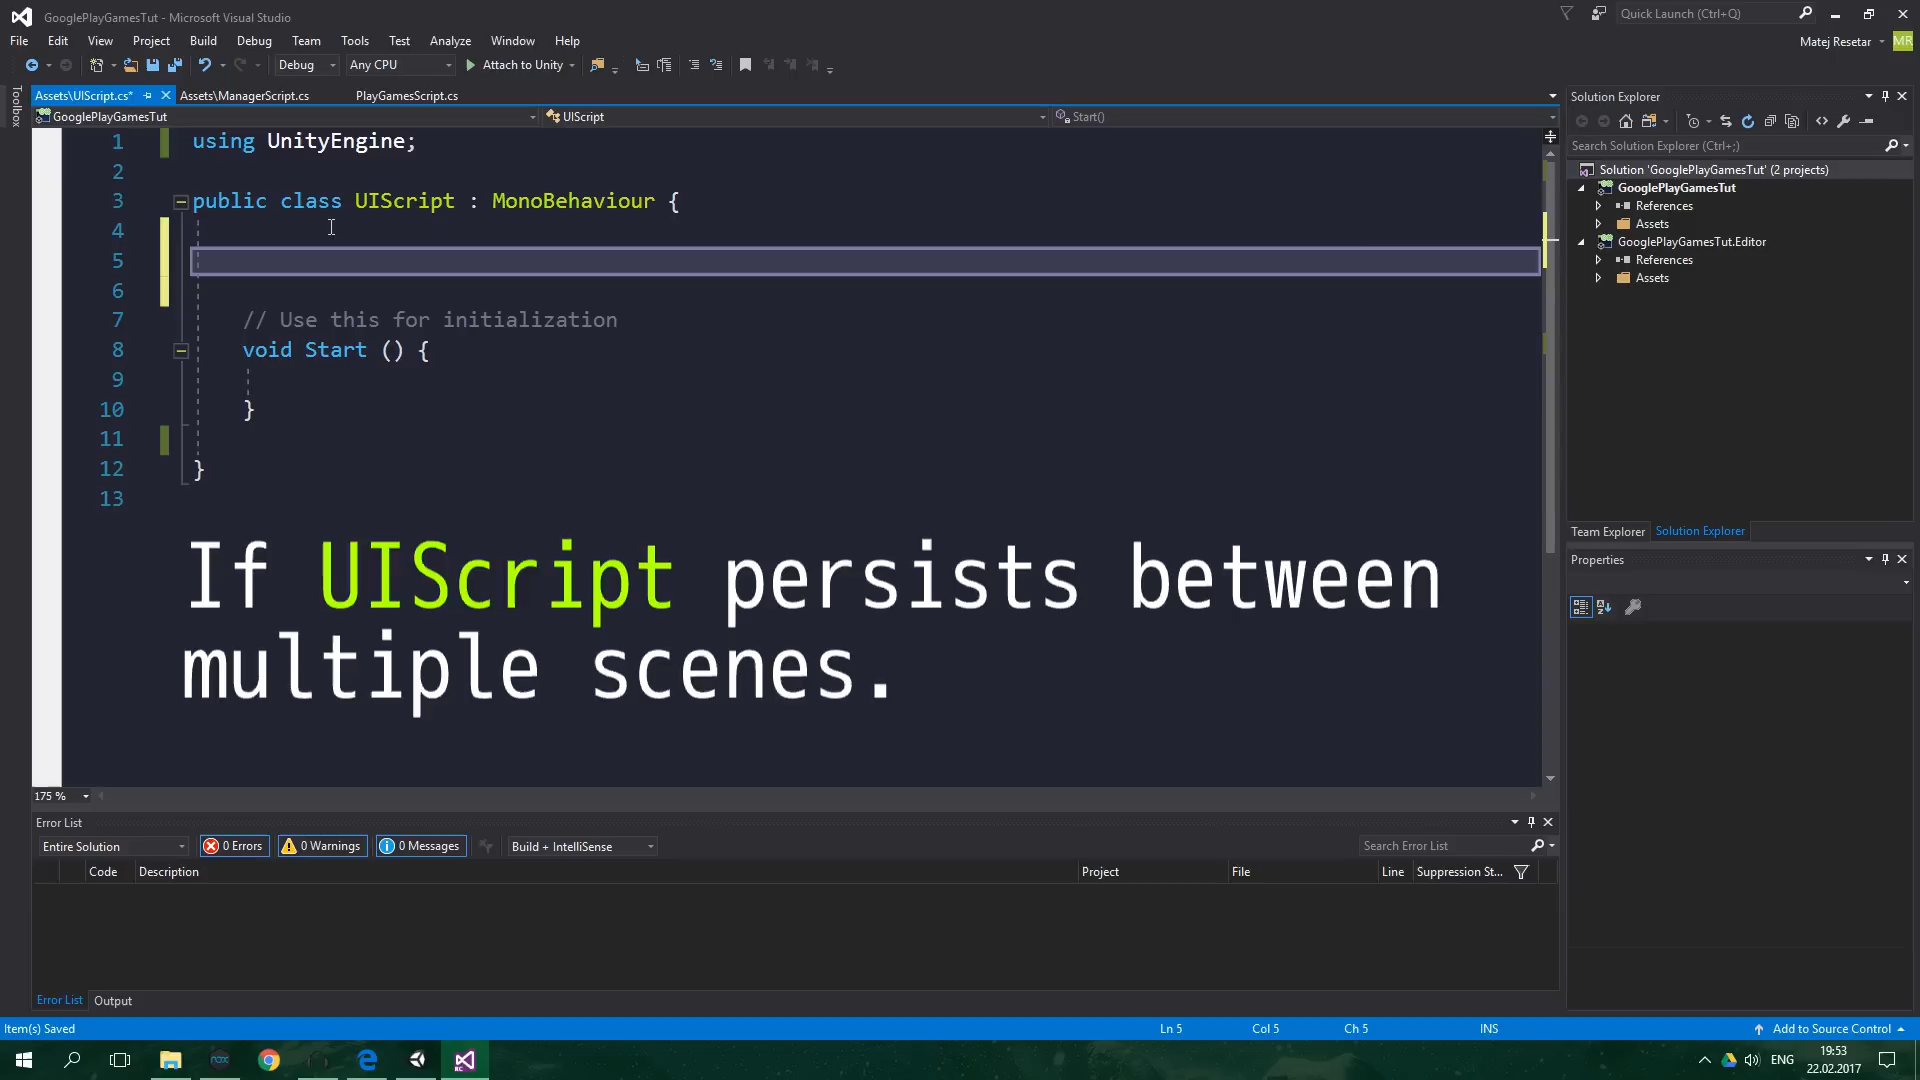 GooglePlayGamesTut - Microsoft Visual Studio
Quick Launch (Ctrl+Q)
File Edit View Project Build Debug Team Tools Test Analyze Window Help
Matej Resetar MR
Debug Any CPU Attach to Unity
Toolbox
Assets\UIScript.cs* Assets\ManagerScript.cs PlayGamesScript.cs
GooglePlayGamesTut UIScript Start()
1 using UnityEngine;
2
3 public class UIScript : MonoBehaviour {
4
5
6
7 // Use this for initialization
8 void Start () {
9
10 }
11
12 }
13
If UIScript persists between
multiple scenes.
175 %
Solution Explorer
Search Solution Explorer (Ctrl+;)
Solution 'GooglePlayGamesTut' (2 projects)
GooglePlayGamesTut
References
Assets
GooglePlayGamesTut.Editor
References
Assets
Team Explorer Solution Explorer
Properties
Error List
Entire Solution 0 Errors 0 Warnings 0 Messages Build + IntelliSense Search Error List
Code Description Project File Line Suppression St...
Error List Output
Item(s) Saved Ln 5 Col 5 Ch 5 INS Add to Source Control
nox
ENG
19:53
22.02.2017